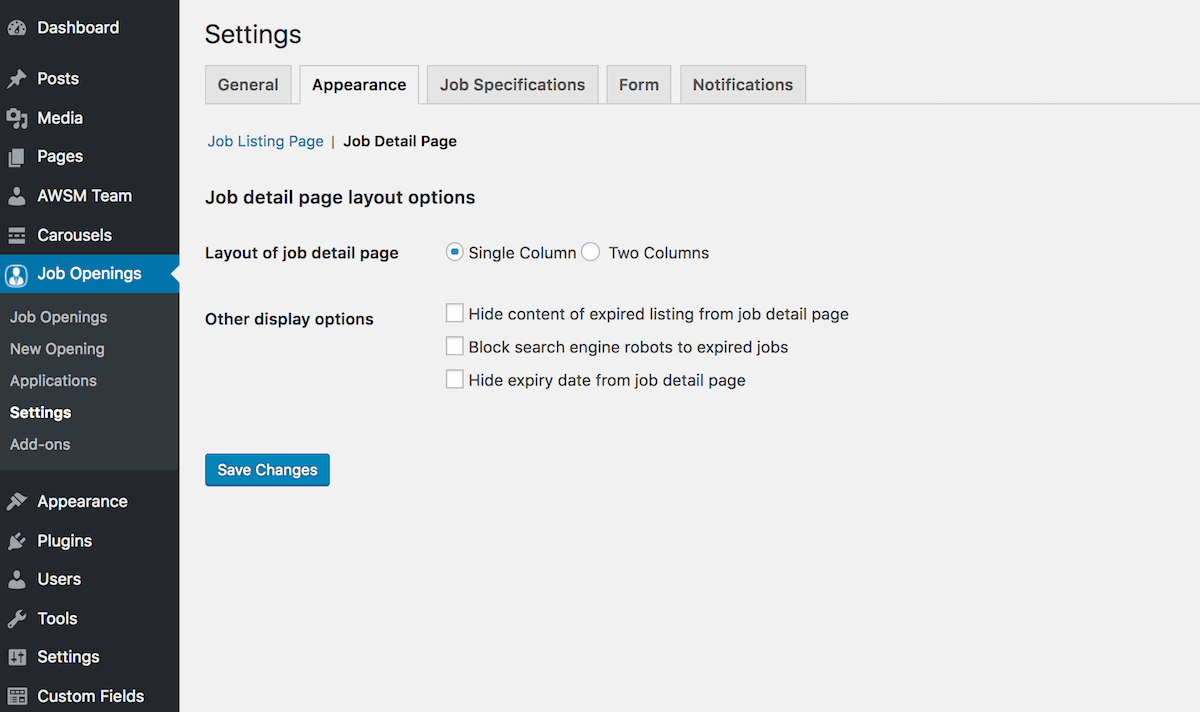 Dashboard
Posts
Media
Pages
AWSM Team
Carousels
Job Openings
Job Openings
New Opening
Applications
Settings
Add-ons
Appearance
Plugins
Users
Tools
Settings
Custom Fields
Settings
General Appearance Job Specifications Form Notifications
Job Listing Page | Job Detail Page
Job detail page layout options
Layout of job detail page Single Column Two Columns
Other display options Hide content of expired listing from job detail page
Block search engine robots to expired jobs
Hide expiry date from job detail page
Save Changes